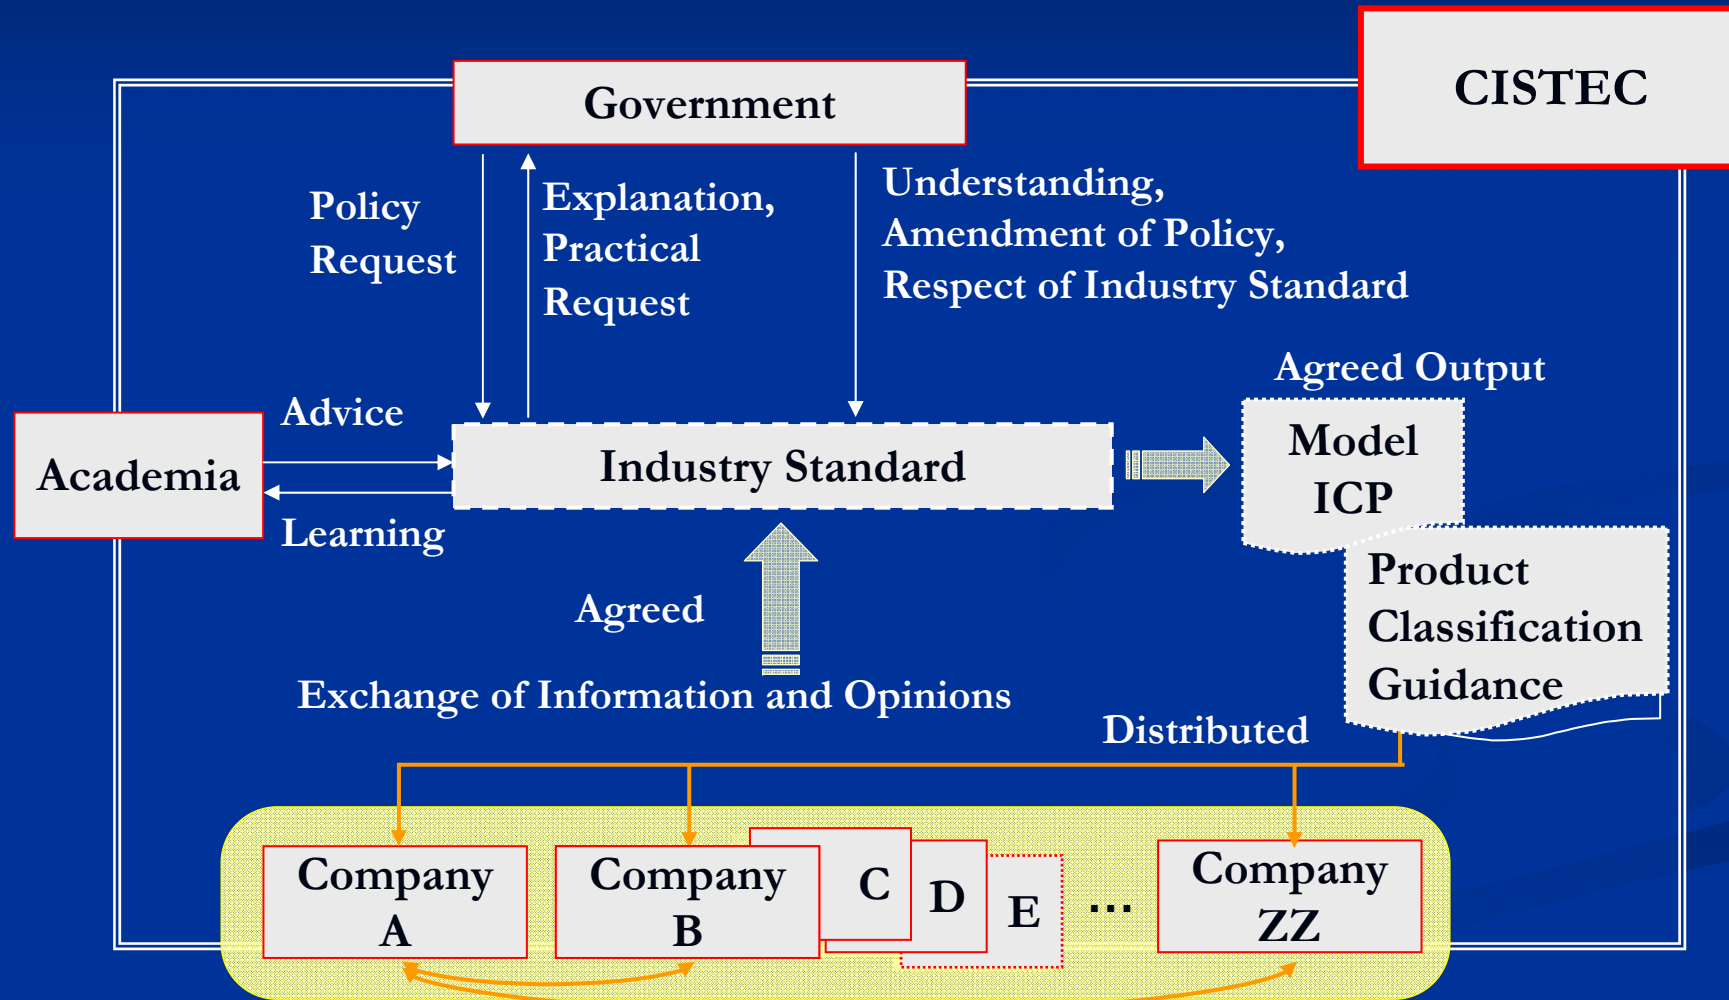 CISTEC
Government
Policy
Request
Explanation,
Practical
Request
Understanding,
Amendment of Policy,
Respect of Industry Standard
Agreed Output
Advice
Academia
Learning
Industry Standard
Model
ICP
Product
Classification
Guidance
Agreed
Exchange of Information and Opinions
Distributed
Company
A
Company
B
C
D
E
...
Company
ZZ